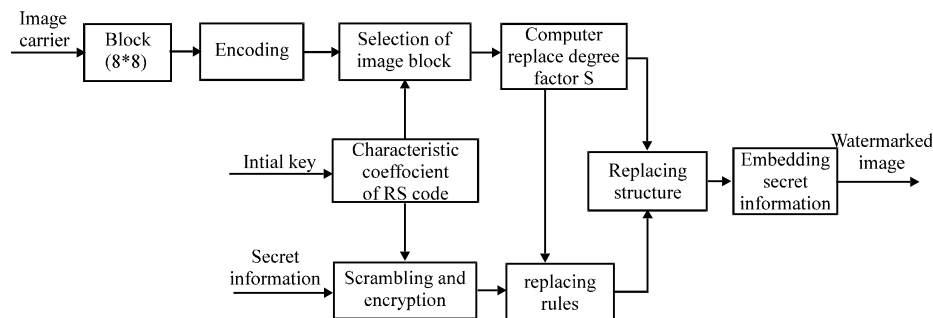 Image
carrier
Block
(8*8)
Encoding
Selection of
image block
Computer
replace degree
factor S
Intial key
Characteristic
coeffocient
of RS code
Replacing
structure
Embedding
secret
information
Watermarked
image
Secret
information
Scrambling and
encryption
replacing
rules